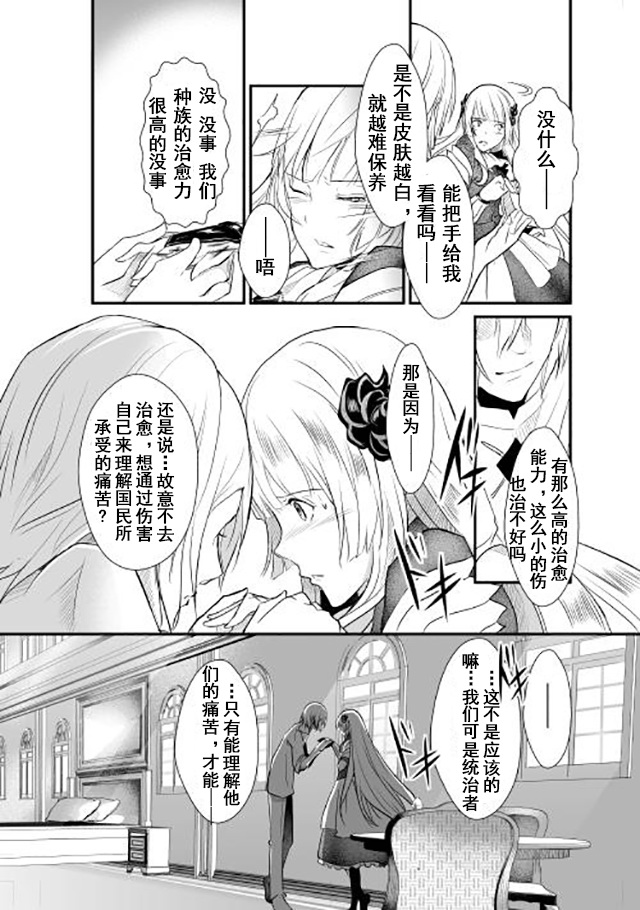 没什么——
能把手给我
看看吗——
是不是皮肤越白，
就越难保养
——唔
没 没事 我们
种族的治愈力
很高的没事
有那么高的治愈
能力，这么小的伤
也治不好吗
那是因为
——
还是说…故意不去
治愈，想通过伤害
自己来理解国民所
承受的痛苦？
——
…这不是应该的
嘛…我们可是统治者
…只有能理解他
们的痛苦，才能——